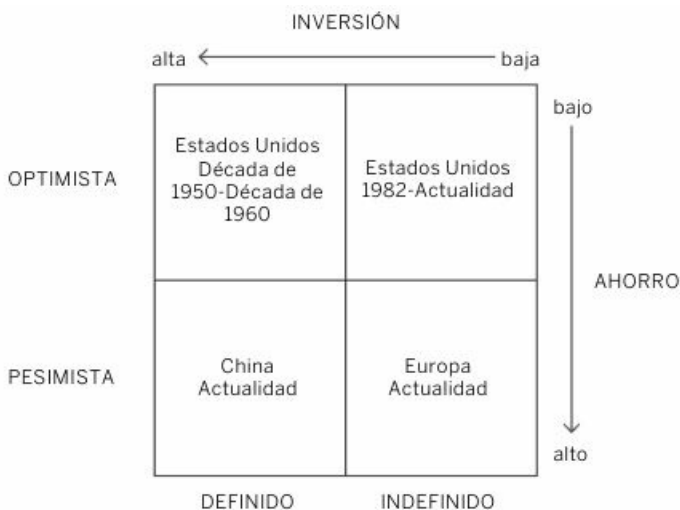 INVERSIÓN
alta
baja
bajo
OPTIMISTA
Estados Unidos
Década de
1950-Década de
1960
Estados Unidos
1982-Actualidad
AHORRO
PESIMISTA
China
Actualidad
Europa
Actualidad
alto
DEFINIDO
INDEFINIDO